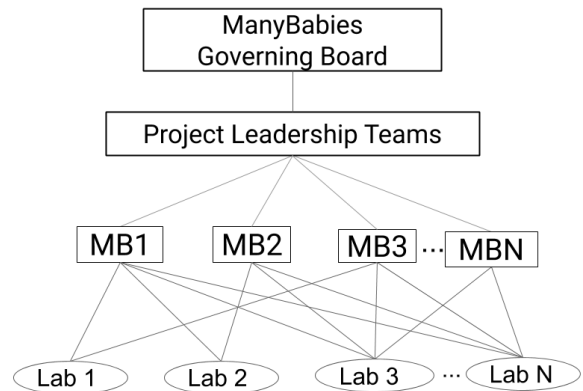 ManyBabies
Governing Board
Project Leadership Teams
MB1 MB2 MB3 ... MBN
Lab 1 Lab 2 Lab 3 ... Lab N